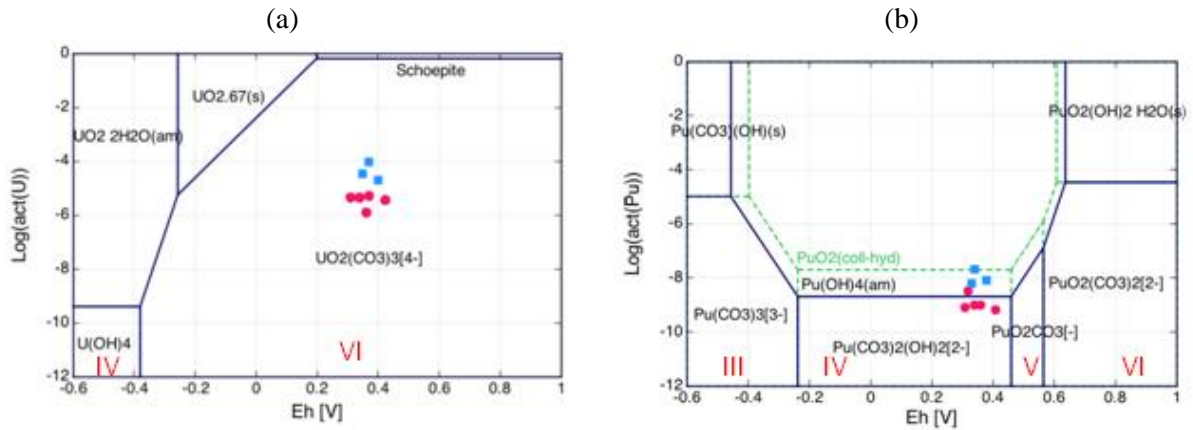 (a)
0
-2
-4
-6
-8
-10
-12
Log(act(U))
-0.6
-0.4
-0.2
0
0.2
0.4
0.6
0.8
1
Eh [V]
Schoepite
UO2.67(s)
UO2 2H2O(am)
UO2(CO3)3[4-]
U(OH)4
IV
VI
(b)
0
-2
-4
-6
-8
-10
-12
Log(act(Pu))
-0.6
-0.4
-0.2
0
0.2
0.4
0.6
0.8
1
Eh [V]
PuO2(OH)2 H2O(s)
Pu(CO3)(OH)(s)
PuO2(coll-hyd)
Pu(OH)4(am)
PuO2(CO3)2[2-]
Pu(CO3)3[3-]
PuO2CO3[-]
Pu(CO3)2(OH)2[2-]
III
IV
V
VI